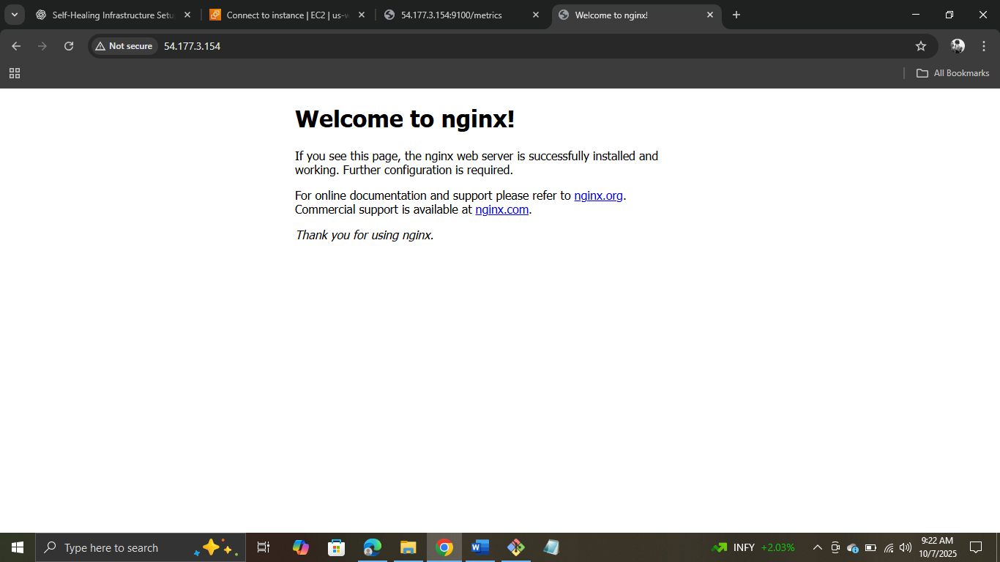 Self-Healing Infrastructure Setu
Connect to instance | EC2 | us-w
54.177.3.154:9100/metrics
Welcome to nginx!
Not secure
54.177.3.154
All Bookmarks
Welcome to nginx!
If you see this page, the nginx web server is successfully installed and
working. Further configuration is required.
For online documentation and support please refer to nginx.org.
Commercial support is available at nginx.com.
Thank you for using nginx.
Type here to search
INFY +2.03%
9:22 AM
10/7/2025